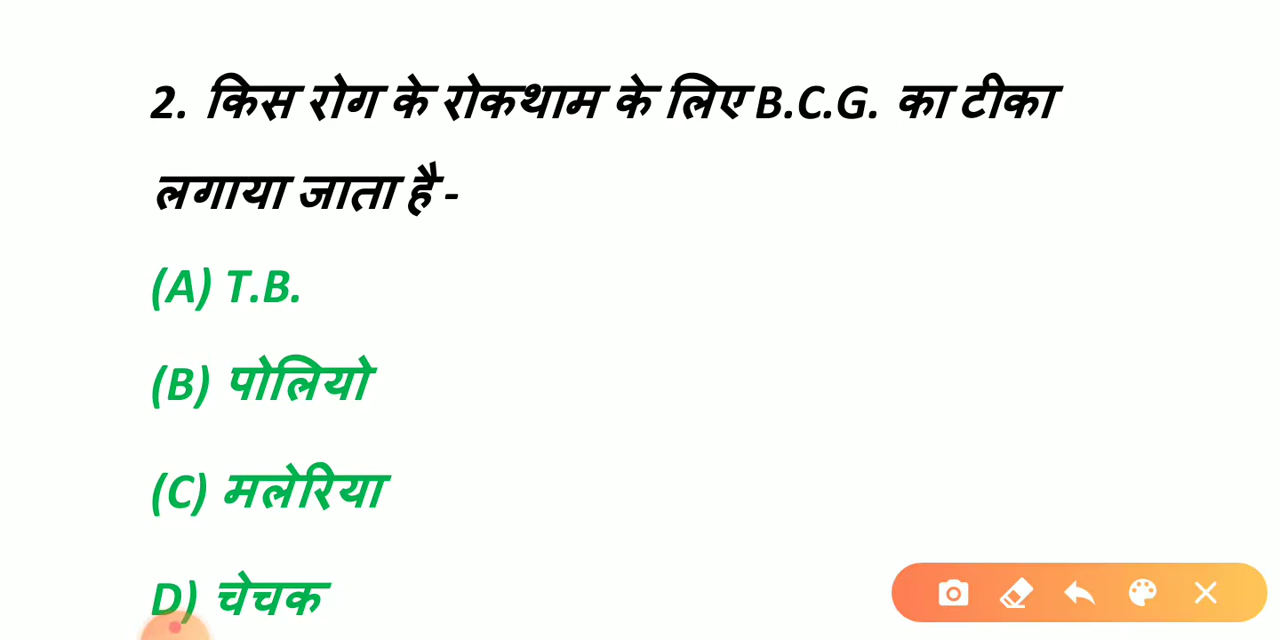 2. किस रोग के रोकथाम के लिए B.C.G. का टीका
लगाया जाता है -
(A) T.B.
(B) पोलियो
(C) मलेरिया
D) चेचक